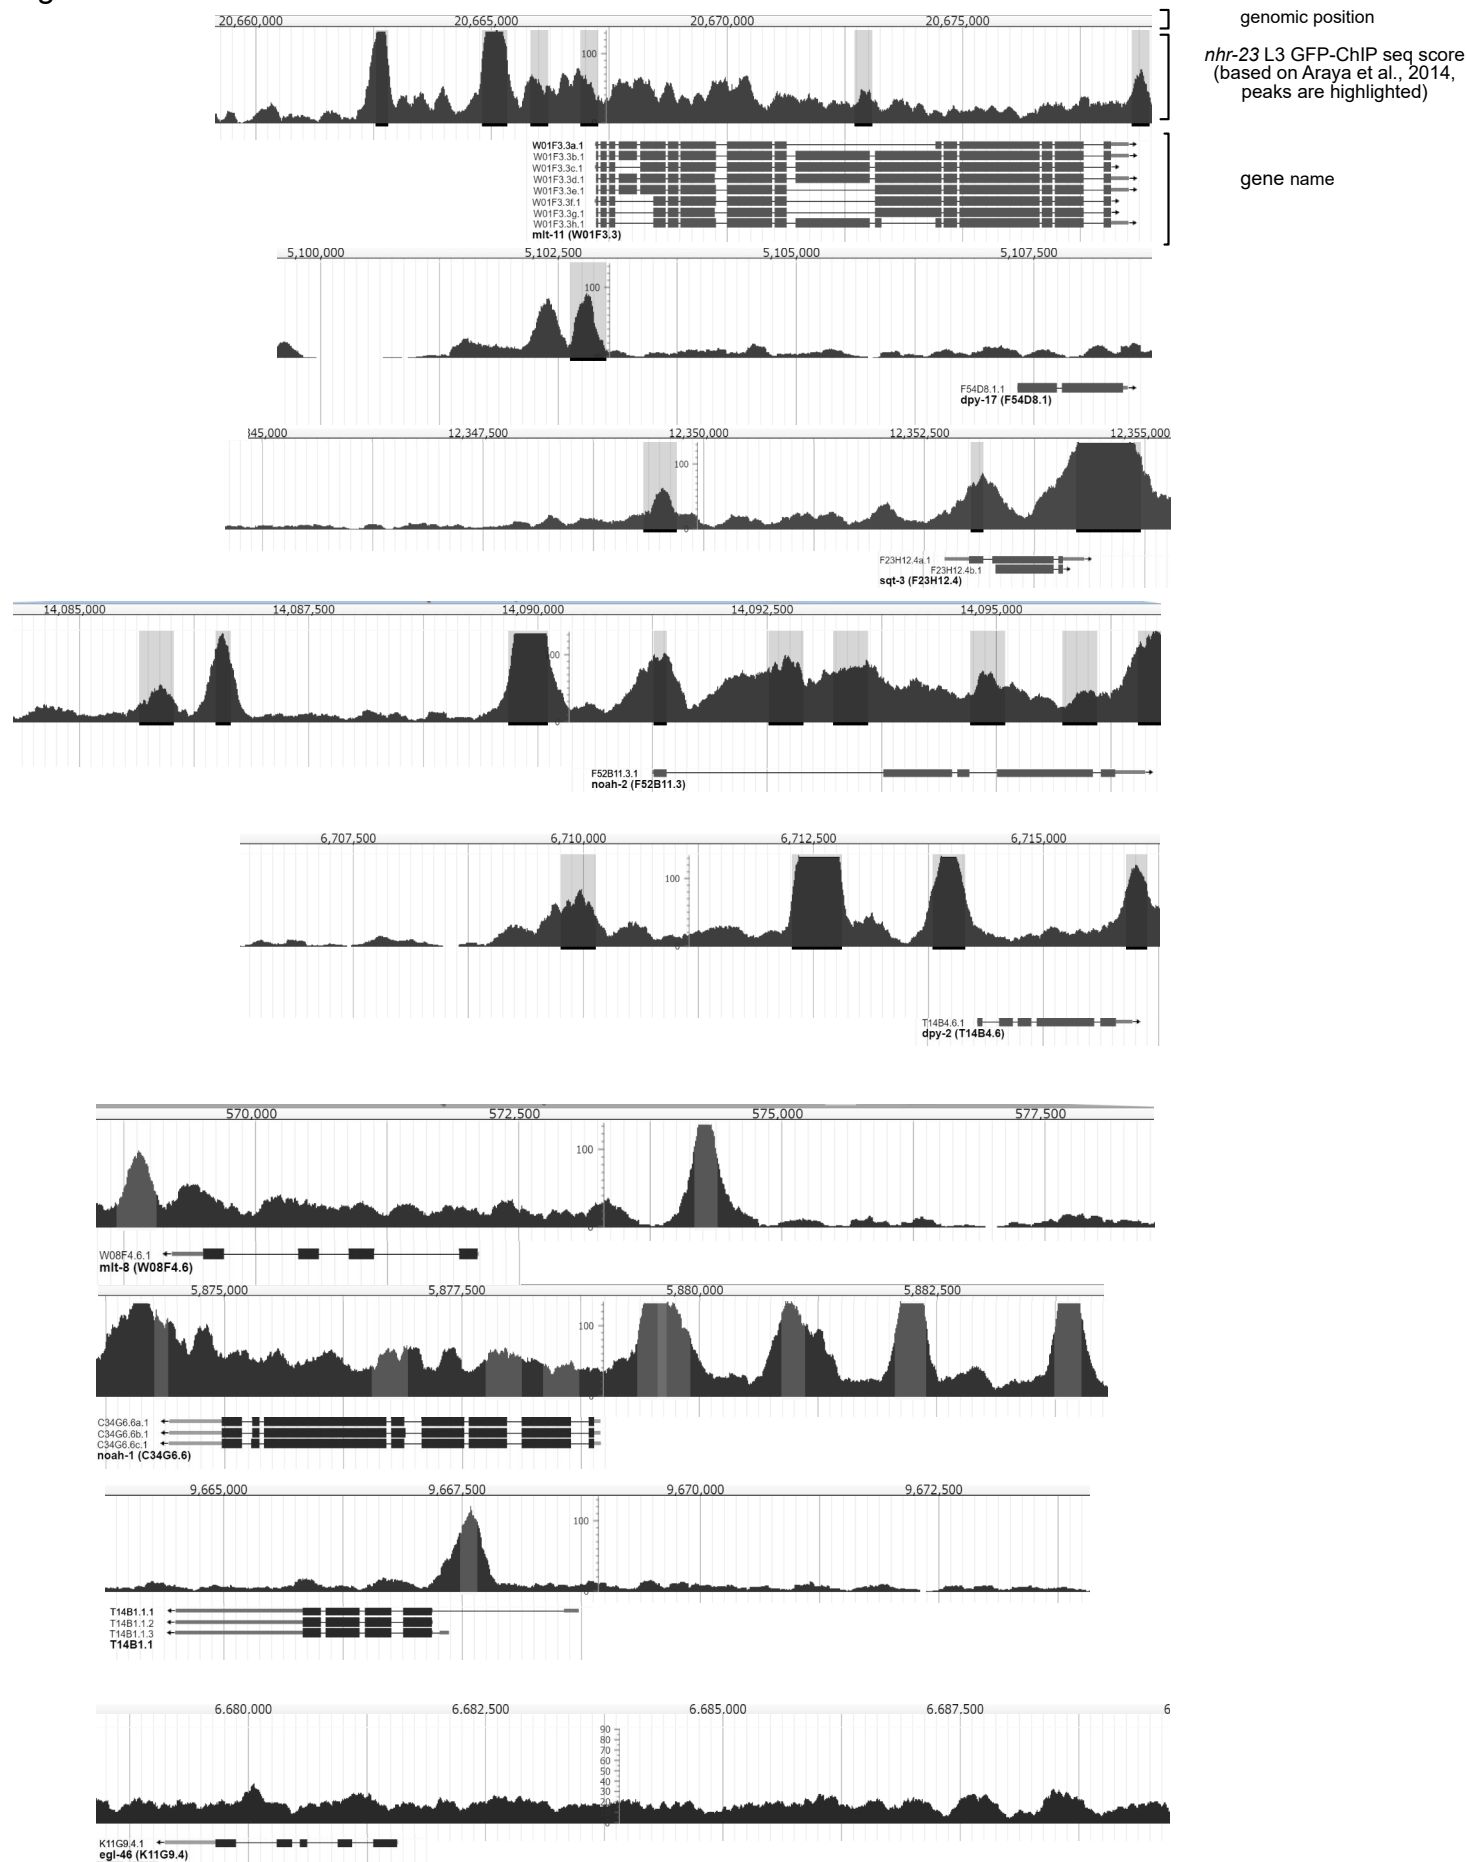 20,660,000 20,665,000 20,670,000 20,675,000
genomic position
100
nhr-23 L3 GFP-ChIP seq score
(based on Araya et al., 2014,
peaks are highlighted)
W01F3.3a.1
W01F3.3b.1
W01F3.3c.1
W01F3.3d.1
W01F3.3e.1
W01F3.3f.1
W01F3.3g.1
W01F3.3h.1
mlt-11 (W01F3.3)
gene name
5,100,000 5,102,500 5,105,000 5,107,500
100
F54D8.1.1
dpy-17 (F54D8.1)
345,000 12,347,500 12,350,000 12,352,500 12,355,000
100
0
F23H12.4a.1
F23H12.4b.1
sqt-3 (F23H12.4)
14,085,000 14,087,500 14,090,000 14,092,500 14,095,000
00
0
F52B11.3.1
noah-2 (F52B11.3)
6,707,500 6,710,000 6,712,500 6,715,000
100
0
T14B4.6.1
dpy-2 (T14B4.6)
570,000 572,500 575,000 577,500
100
0
W08F4.6.1
mlt-8 (W08F4.6)
5,875,000 5,877,500 5,880,000 5,882,500
100
0
C34G6.6a.1
C34G6.6b.1
C34G6.6c.1
noah-1 (C34G6.6)
9,665,000 9,667,500 9,670,000 9,672,500
100
0
T14B1.1.1
T14B1.1.2
T14B1.1.3
T14B1.1
6,680,000 6,682,500 6,685,000 6,687,500 6
90
80
70
60
50
40
30
20
0
K11G9.4.1
egl-46 (K11G9.4)